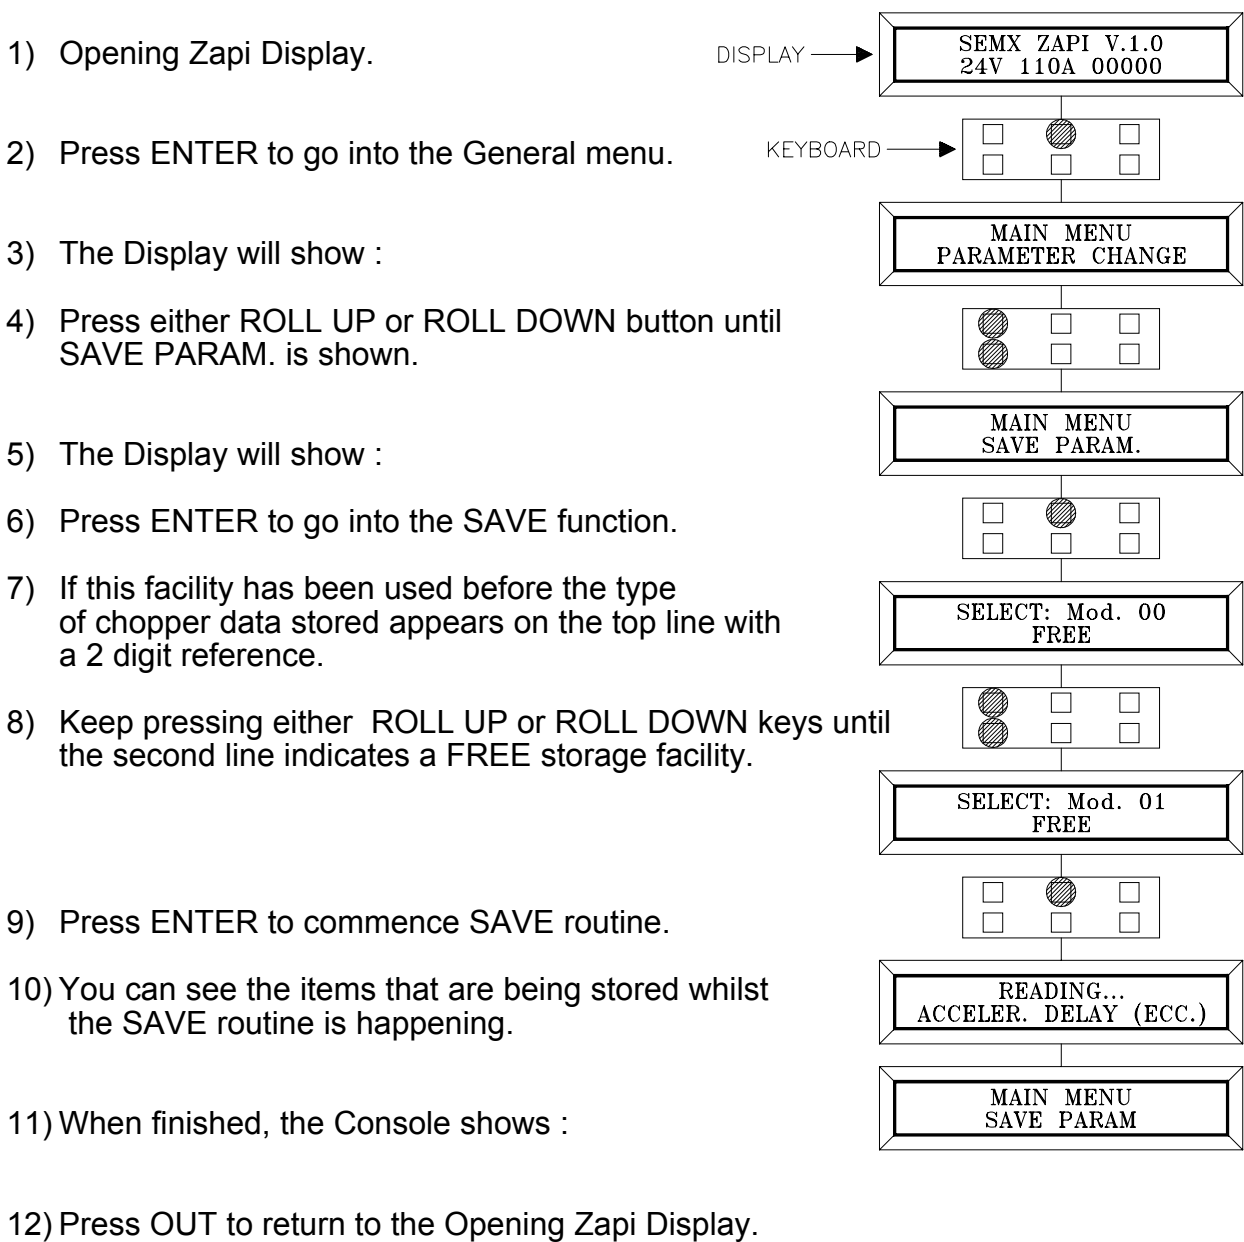 1) Opening Zapi Display.
DISPLAY
SEMX ZAPI V.1.0
24V 110A 00000
2) Press ENTER to go into the General menu.
KEYBOARD
3) The Display will show :
MAIN MENU
PARAMETER CHANGE
4) Press either ROLL UP or ROLL DOWN button until
SAVE PARAM. is shown.
5) The Display will show :
MAIN MENU
SAVE PARAM.
6) Press ENTER to go into the SAVE function.
7) If this facility has been used before the type
of chopper data stored appears on the top line with
a 2 digit reference.
SELECT: Mod. 00
FREE
8) Keep pressing either ROLL UP or ROLL DOWN keys until
the second line indicates a FREE storage facility.
SELECT: Mod. 01
FREE
9) Press ENTER to commence SAVE routine.
10) You can see the items that are being stored whilst
the SAVE routine is happening.
READING...
ACCELER. DELAY (ECC.)
11) When finished, the Console shows :
MAIN MENU
SAVE PARAM
12) Press OUT to return to the Opening Zapi Display.